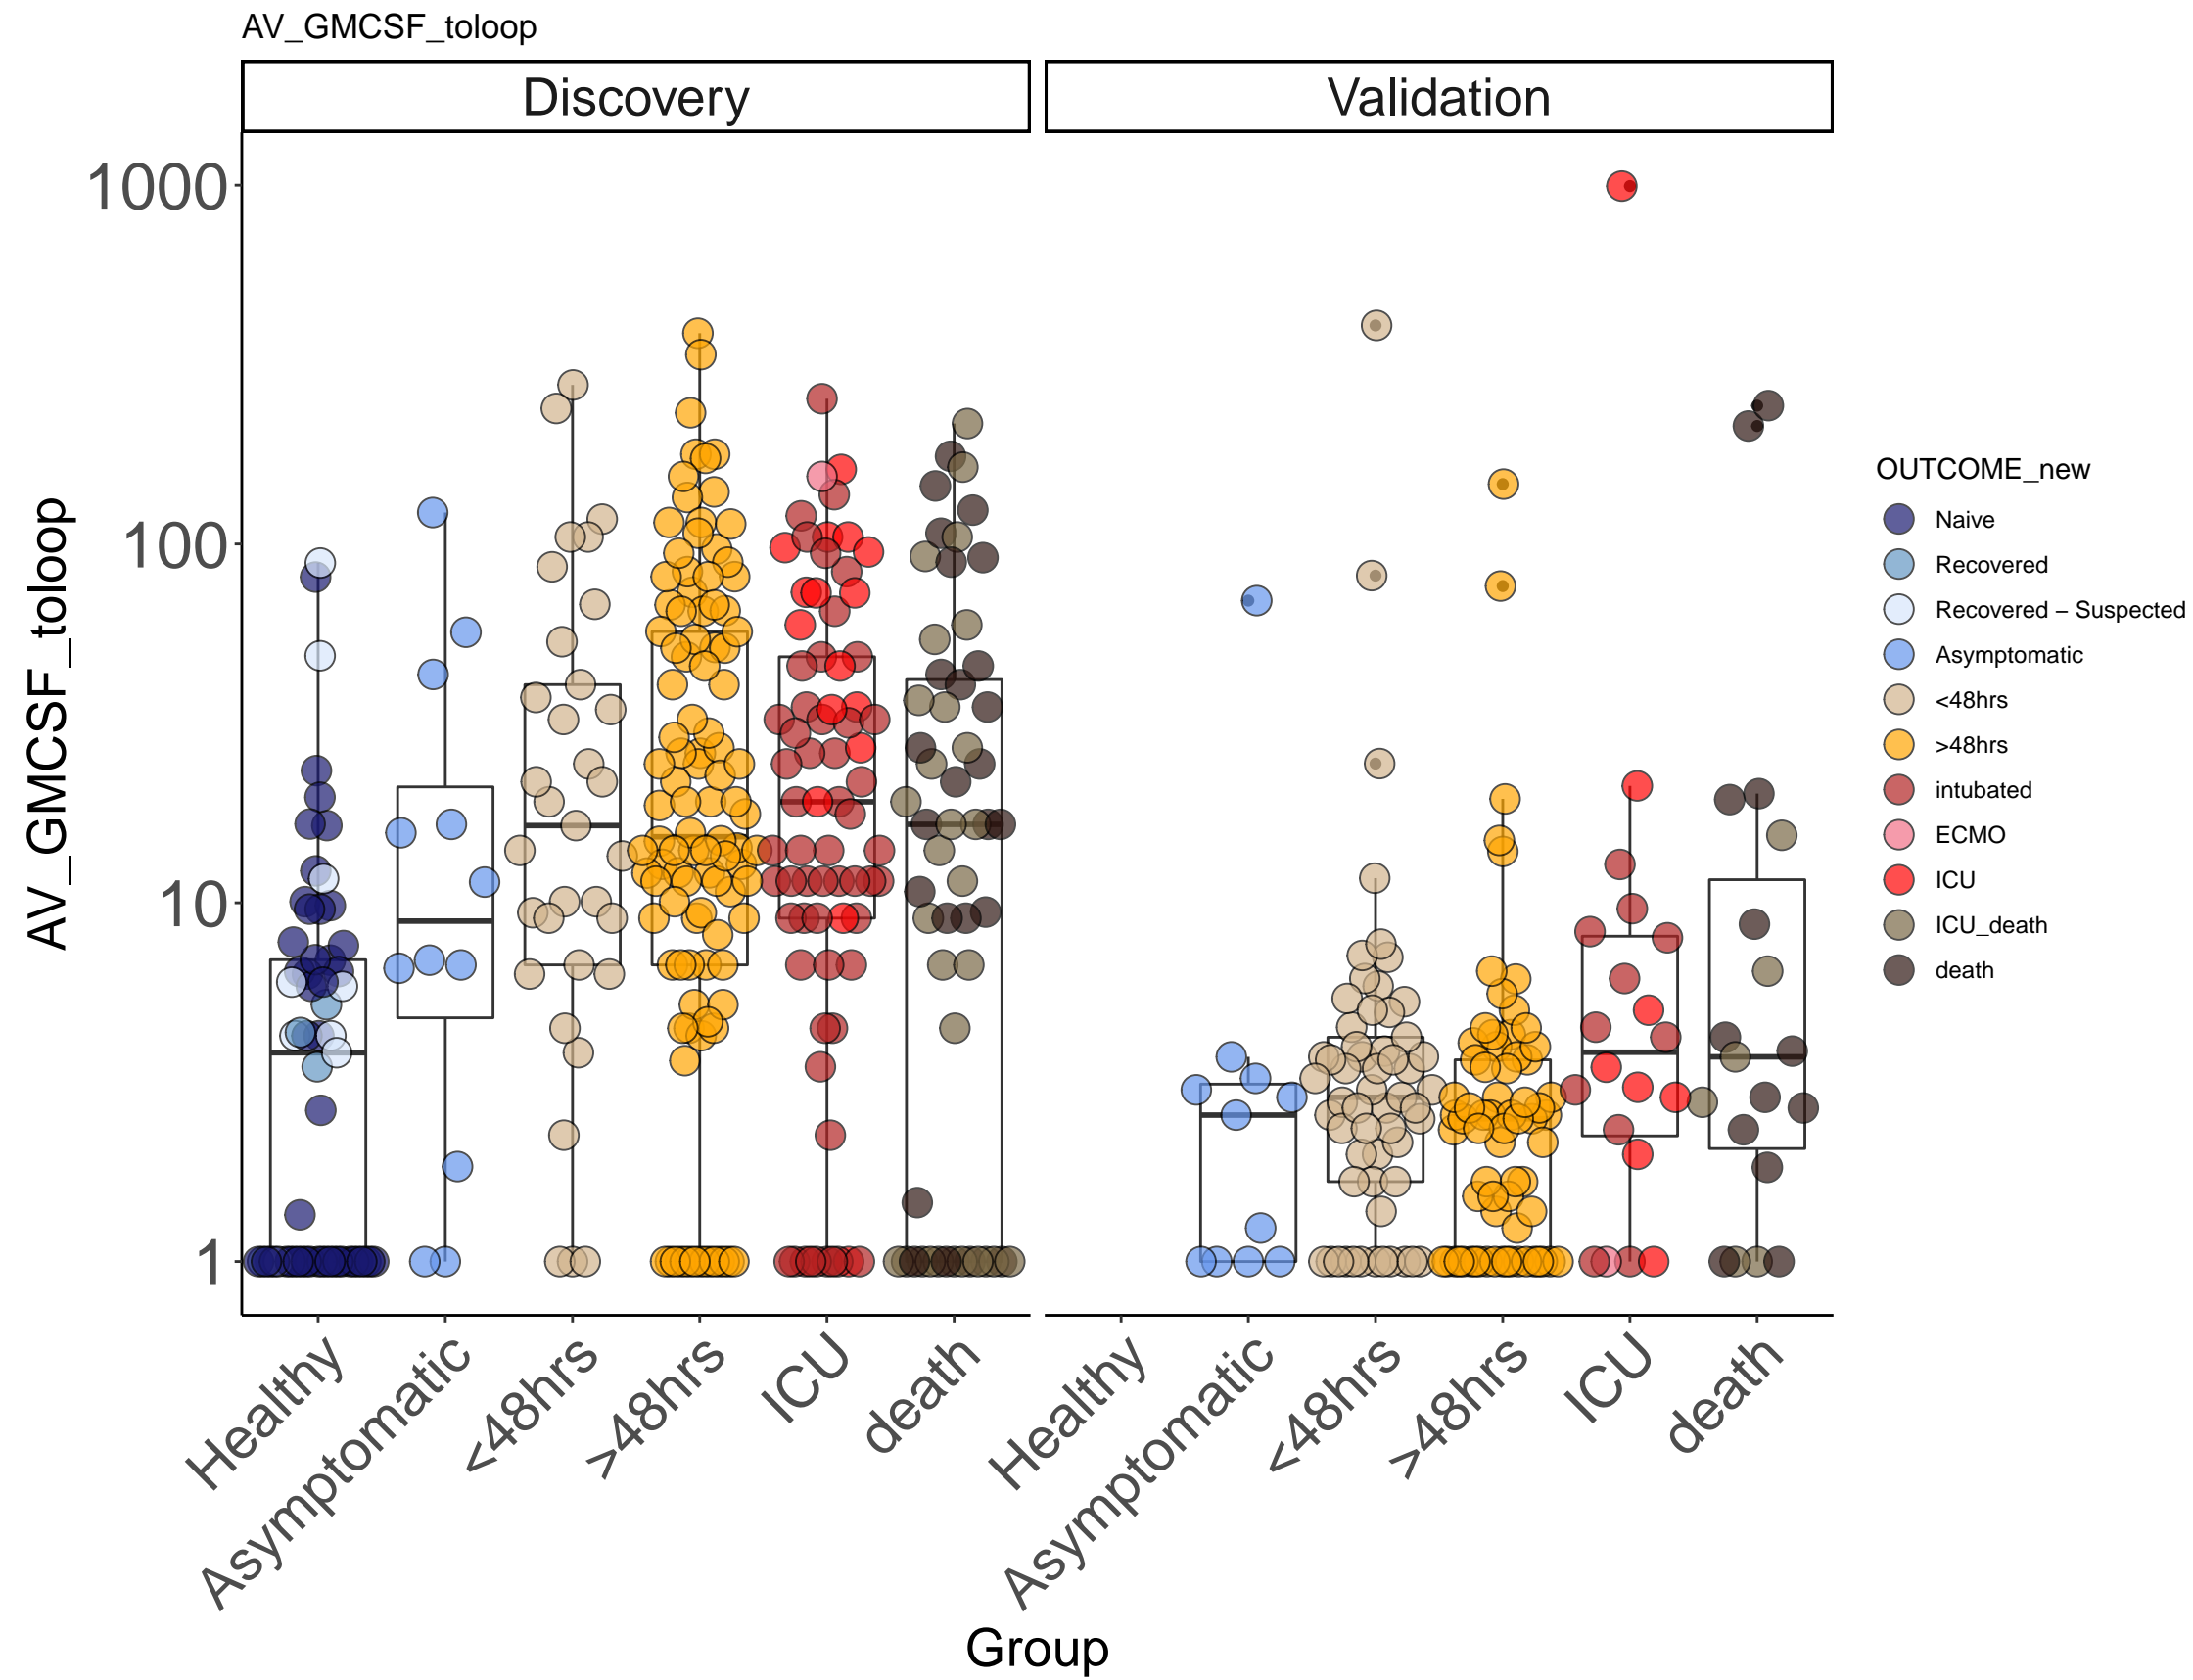 AV_GMCSF_toloop
Discovery
Validation
AV_GMCSF_toloop
1000
100
10
1
Healthy
Asymptomatic
<48hrs
>48hrs
ICU
death
Healthy
Asymptomatic
<48hrs
>48hrs
ICU
death
Group
OUTCOME_new
Naive
Recovered
Recovered − Suspected
Asymptomatic
<48hrs
>48hrs
intubated
ECMO
ICU
ICU_death
death